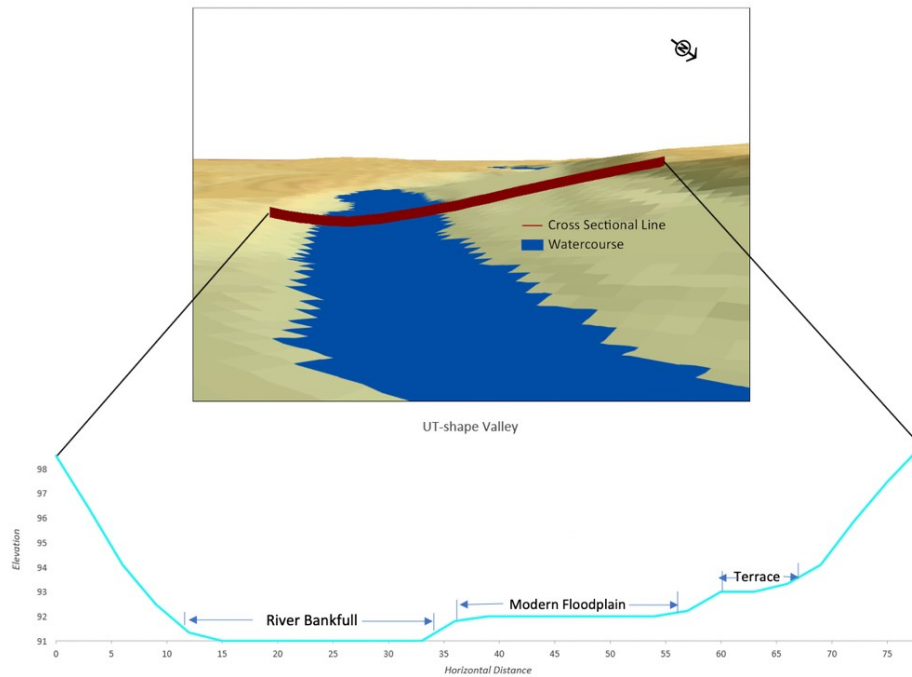 N
Cross Sectional Line
Watercourse
UT-shape Valley
98
97
96
95
94
93
92
91
Elevation
River Bankfull
Modern Floodplain
Terrace
0 5 10 15 20 25 30 35 40 45 50 55 60 65 70 75
Horizontal Distance